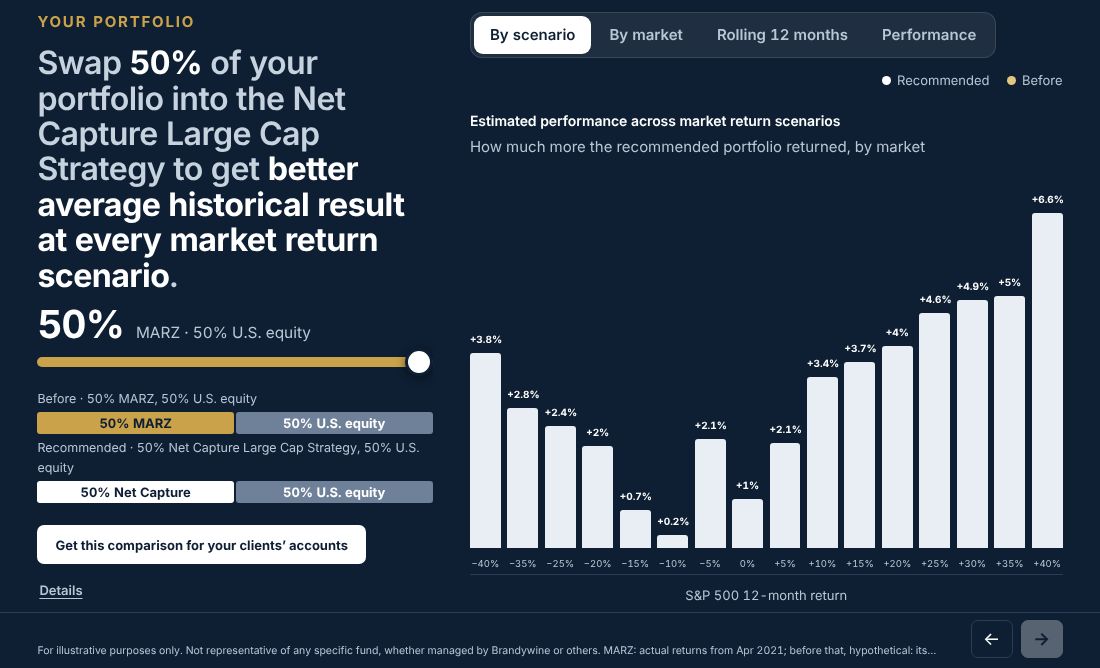 YOUR PORTFOLIO
Swap 50% of your
portfolio into the Net
Capture Large Cap
Strategy to get better
average historical result
at every market return
scenario.
50% MARZ · 50% U.S. equity
Before · 50% MARZ, 50% U.S. equity
50% MARZ 50% U.S. equity
Recommended · 50% Net Capture Large Cap Strategy, 50% U.S.
equity
50% Net Capture 50% U.S. equity
Get this comparison for your clients’ accounts
Details
By scenario By market Rolling 12 months Performance
Recommended Before
Estimated performance across market return scenarios
How much more the recommended portfolio returned, by market
+3.8% +2.8% +2.4% +2% +0.7% +0.2% +2.1% +1% +2.1% +3.4% +3.7% +4% +4.6% +4.9% +5% +6.6%
−40% −35% −25% −20% −15% −10% −5% 0% +5% +10% +15% +20% +25% +30% +35% +40%
S&P 500 12-month return
For illustrative purposes only. Not representative of any specific fund, whether managed by Brandywine or others. MARZ: actual returns from Apr 2021; before that, hypothetical: its...